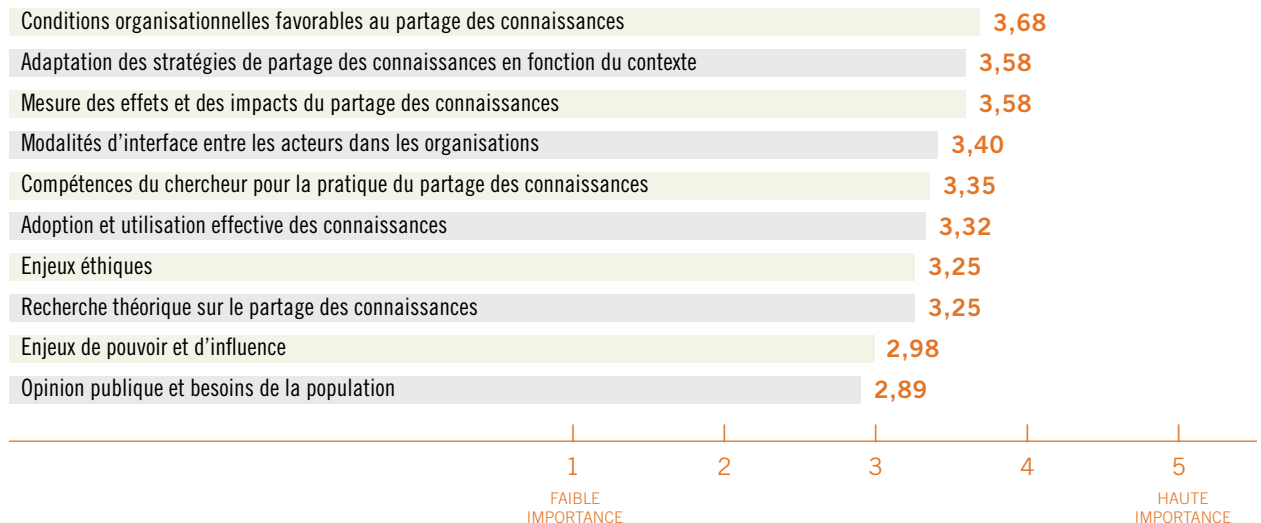 Conditions organisationnelles favorables au partage des connaissances 3,68
Adaptation des stratégies de partage des connaissances en fonction du contexte 3,58
Mesure des effets et des impacts du partage des connaissances 3,58
Modalités d’interface entre les acteurs dans les organisations 3,40
Compétences du chercheur pour la pratique du partage des connaissances 3,35
Adoption et utilisation effective des connaissances 3,32
Enjeux éthiques 3,25
Recherche théorique sur le partage des connaissances 3,25
Enjeux de pouvoir et d’influence 2,98
Opinion publique et besoins de la population 2,89
1 2 3 4 5
FAIBLE HAUTE
IMPORTANCE IMPORTANCE